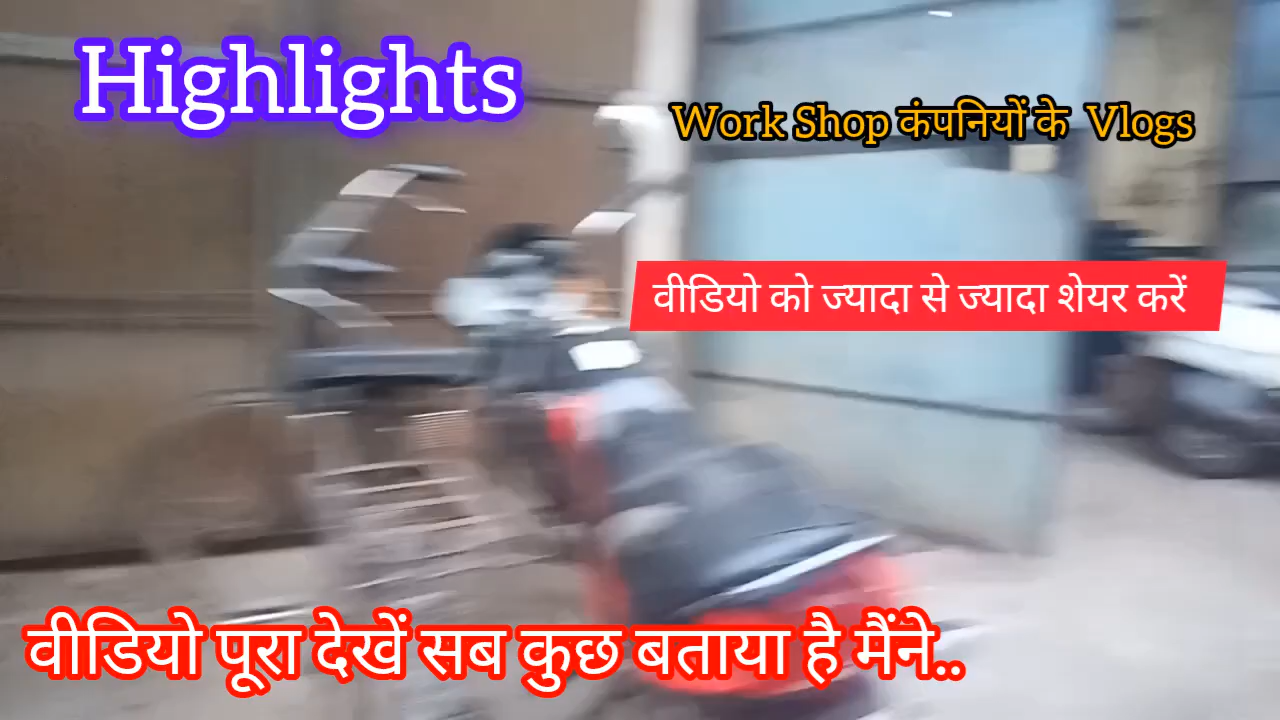 Highlights
Work Shop कंपनियों के Vlogs
वीडियो को ज्यादा से ज्यादा शेयर करें
वीडियो पूरा देखें सब कुछ बताया है मैंने..